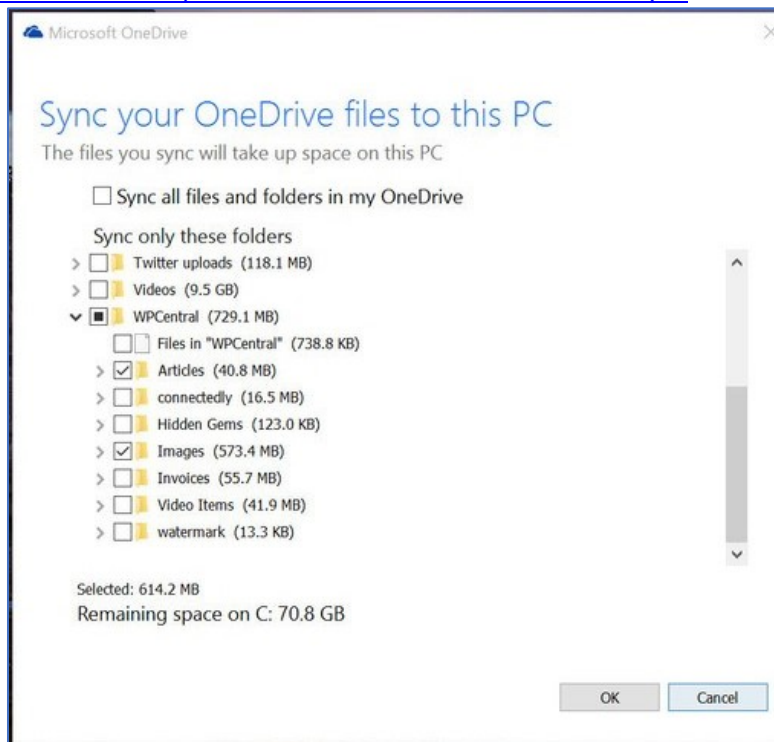 Microsoft OneDrive
Sync your OneDrive files to this PC
The files you sync will take up space on this PC
Sync all files and folders in my OneDrive
Sync only these folders
Twitter uploads (118.1 MB)
Videos (9.5 GB)
WPCentral (729.1 MB)
Files in "WPCentral" (738.8 KB)
Articles (40.8 MB)
connectedly (16.5 MB)
Hidden Gems (123.0 KB)
Images (573.4 MB)
Invoices (55.7 MB)
Video Items (41.9 MB)
watermark (13.3 KB)
Selected: 614.2 MB
Remaining space on C: 70.8 GB
OK Cancel